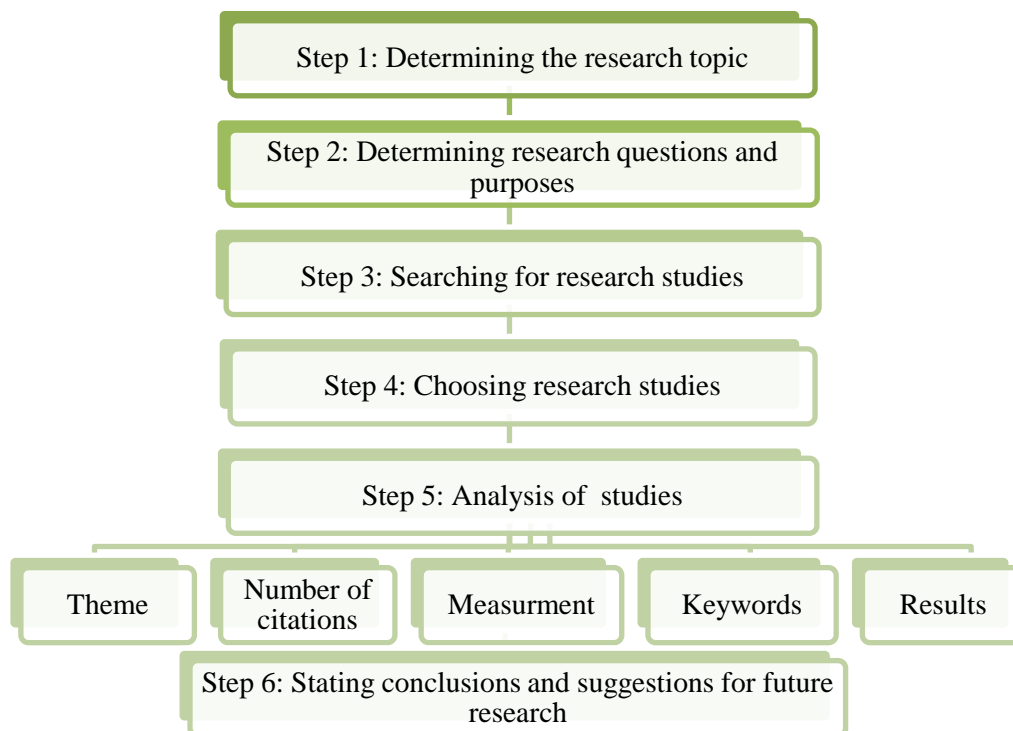 Step 1: Determining the research topic
Step 2: Determining research questions and
purposes
Step 3: Searching for research studies
Step 4: Choosing research studies
Step 5: Analysis of studies
Theme
Number of
citations
Measurment
Keywords
Results
Step 6: Stating conclusions and suggestions for future
research